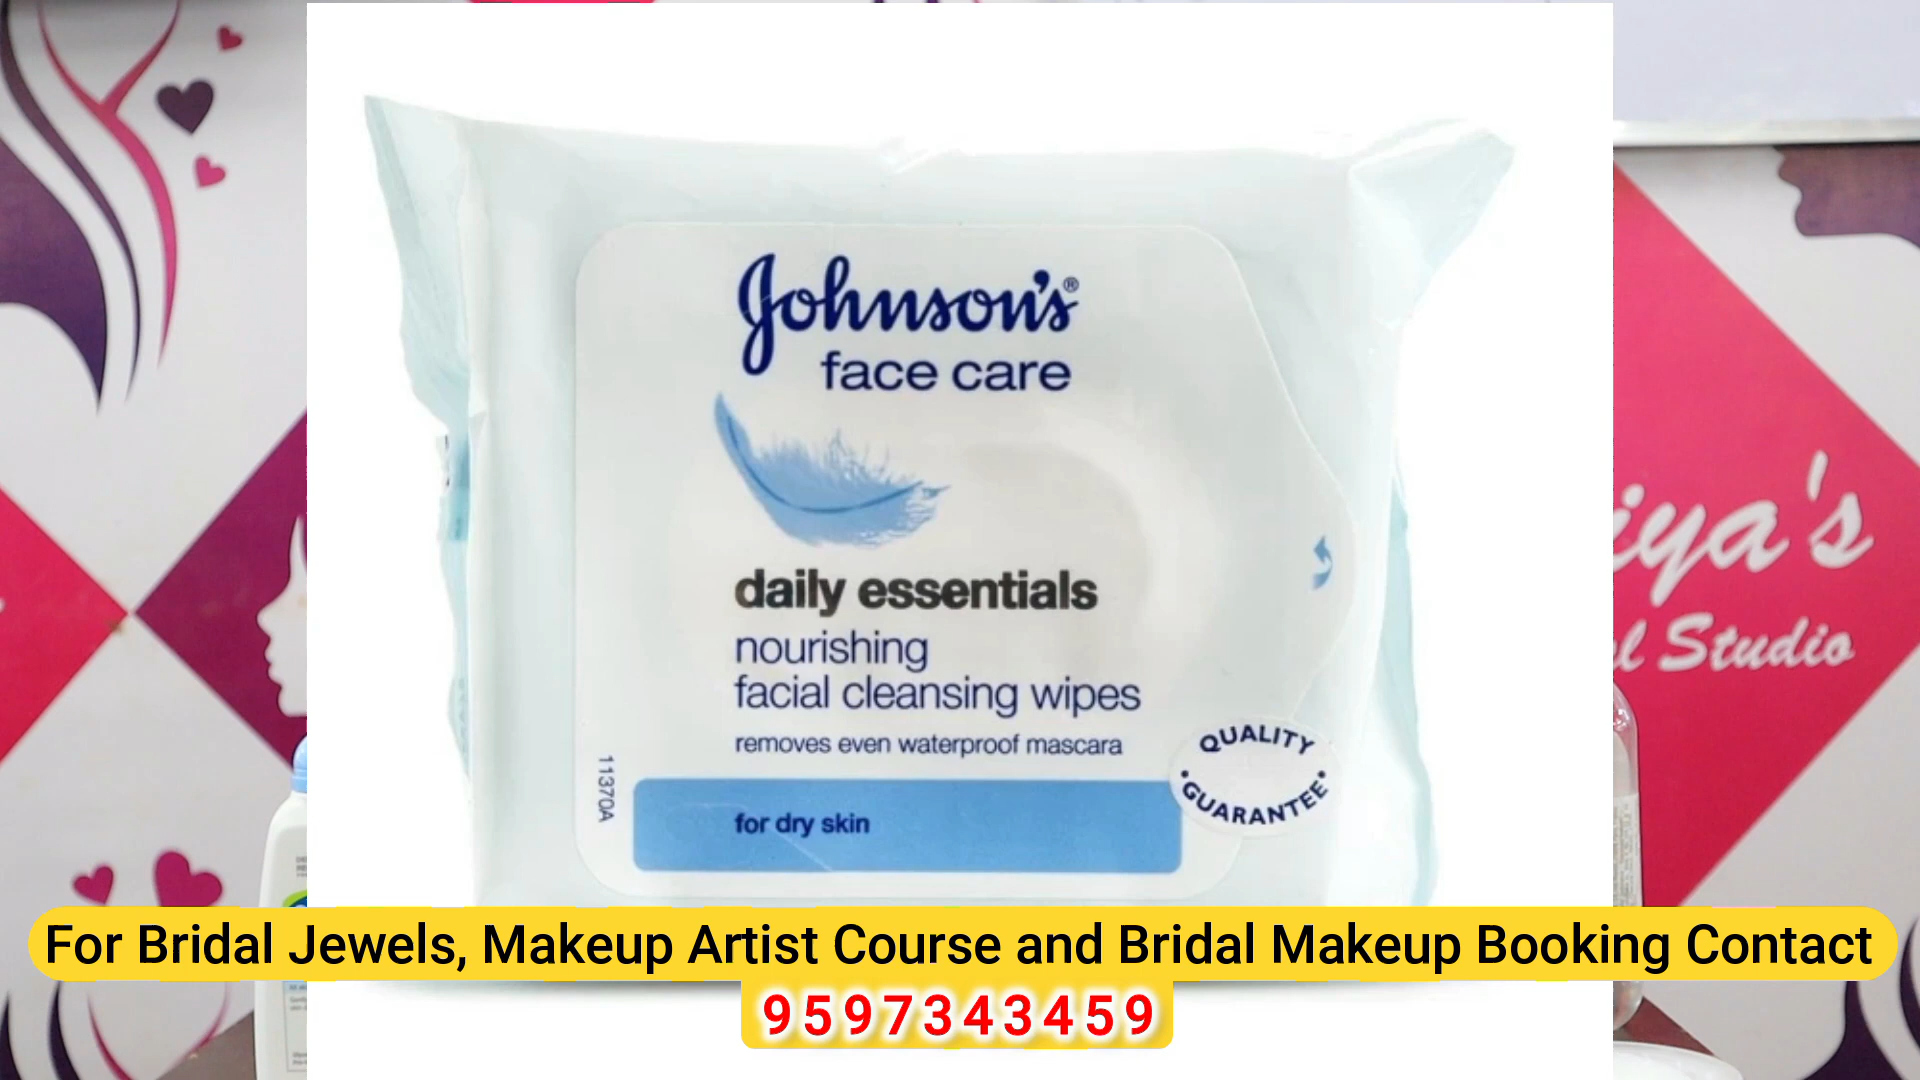 Johnson's®
face care
daily essentials
nourishing
facial cleansing wipes
removes even waterproof mascara
for dry skin
11370A
QUALITY
GUARANTEE
iya's
l Studio
For Bridal Jewels, Makeup Artist Course and Bridal Makeup Booking Contact
9597343459